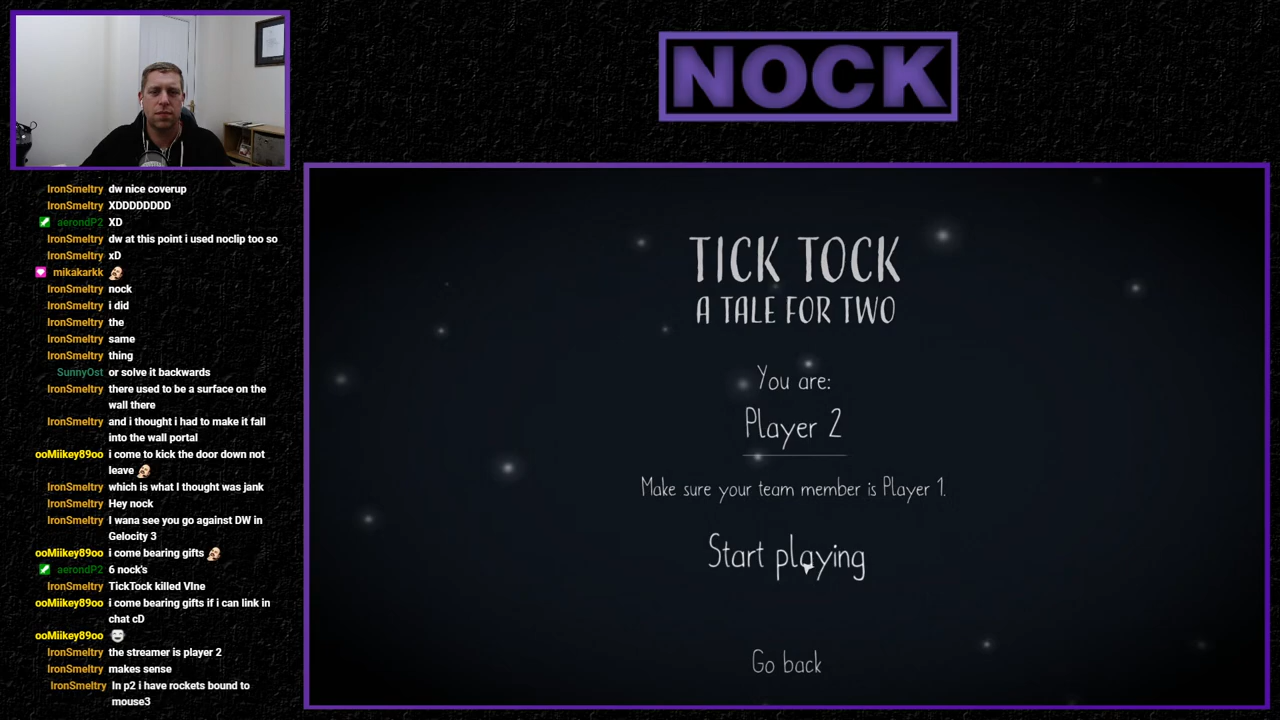 NOCK
IronSmeltry dw nice coverup
IronSmeltry XDDDDDDDD
aerondP2 XD
IronSmeltry dw at this point i used noclip too so
IronSmeltry xD
mikakarkk
IronSmeltry nock
IronSmeltry i did
IronSmeltry the
IronSmeltry same
IronSmeltry thing
SunnyOst or solve it backwards
IronSmeltry there used to be a surface on the
wall there
IronSmeltry and i thought i had to make it fall
into the wall portal
ooMiikey89oo i come to kick the door down not
leave
IronSmeltry which is what I thought was jank
IronSmeltry Hey nock
IronSmeltry I wana see you go against DW in
Gelocity 3
ooMiikey89oo i come bearing gifts
aerondP2 6 nock's
IronSmeltry TickTock killed Vlne
ooMiikey89oo i come bearing gifts if i can link in
chat cD
ooMiikey89oo
IronSmeltry the streamer is player 2
IronSmeltry makes sense
IronSmeltry In p2 i have rockets bound to
mouse3
TICK TOCK
A TALE FOR TWO
You are:
Player 2
Make sure your team member is Player 1.
Start playing
Go back